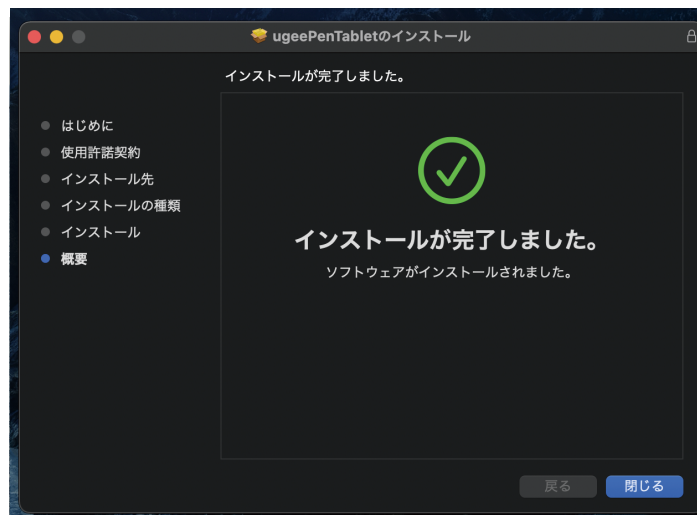 ugeePenTabletのインストール
インストールが完了しました。
はじめに
使用許諾契約
インストール先
インストールの種類
インストール
概要
インストールが完了しました。
ソフトウェアがインストールされました。
戻る
閉じる